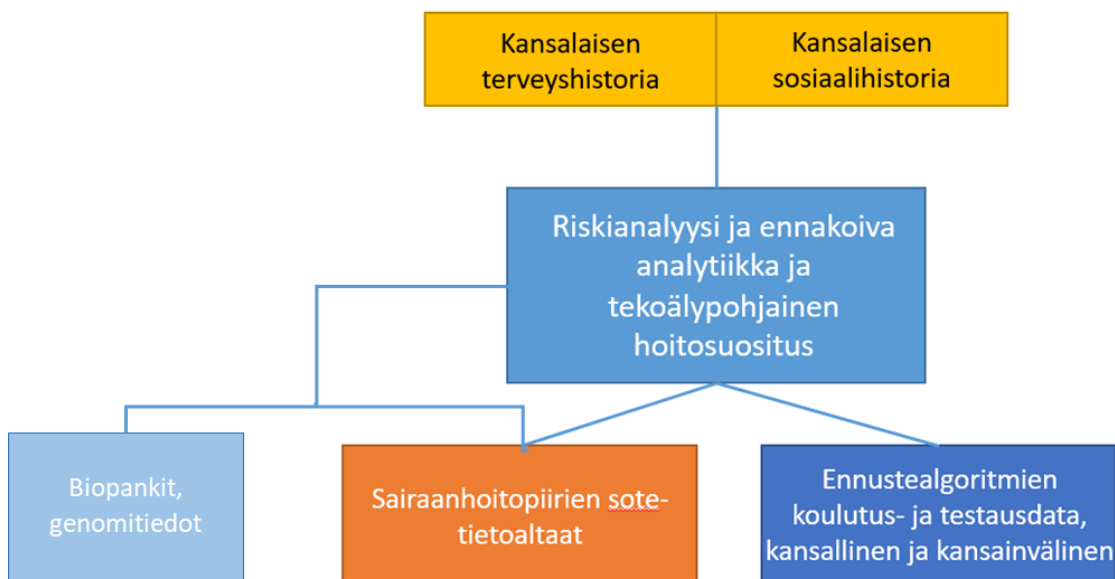 Kansalaisen
terveyshistoria
Kansalaisen
sosiaalihistoria
Riskianalyysi ja ennakoiva
analytiikka ja
tekoälypohjainen
hoitosuositus
Biopankit,
genomitiedot
Sairaanhoitopiirien sote-
tietoaltaat
Ennustealgoritmien
koulutus- ja testausdata,
kansallinen ja kansainvälinen